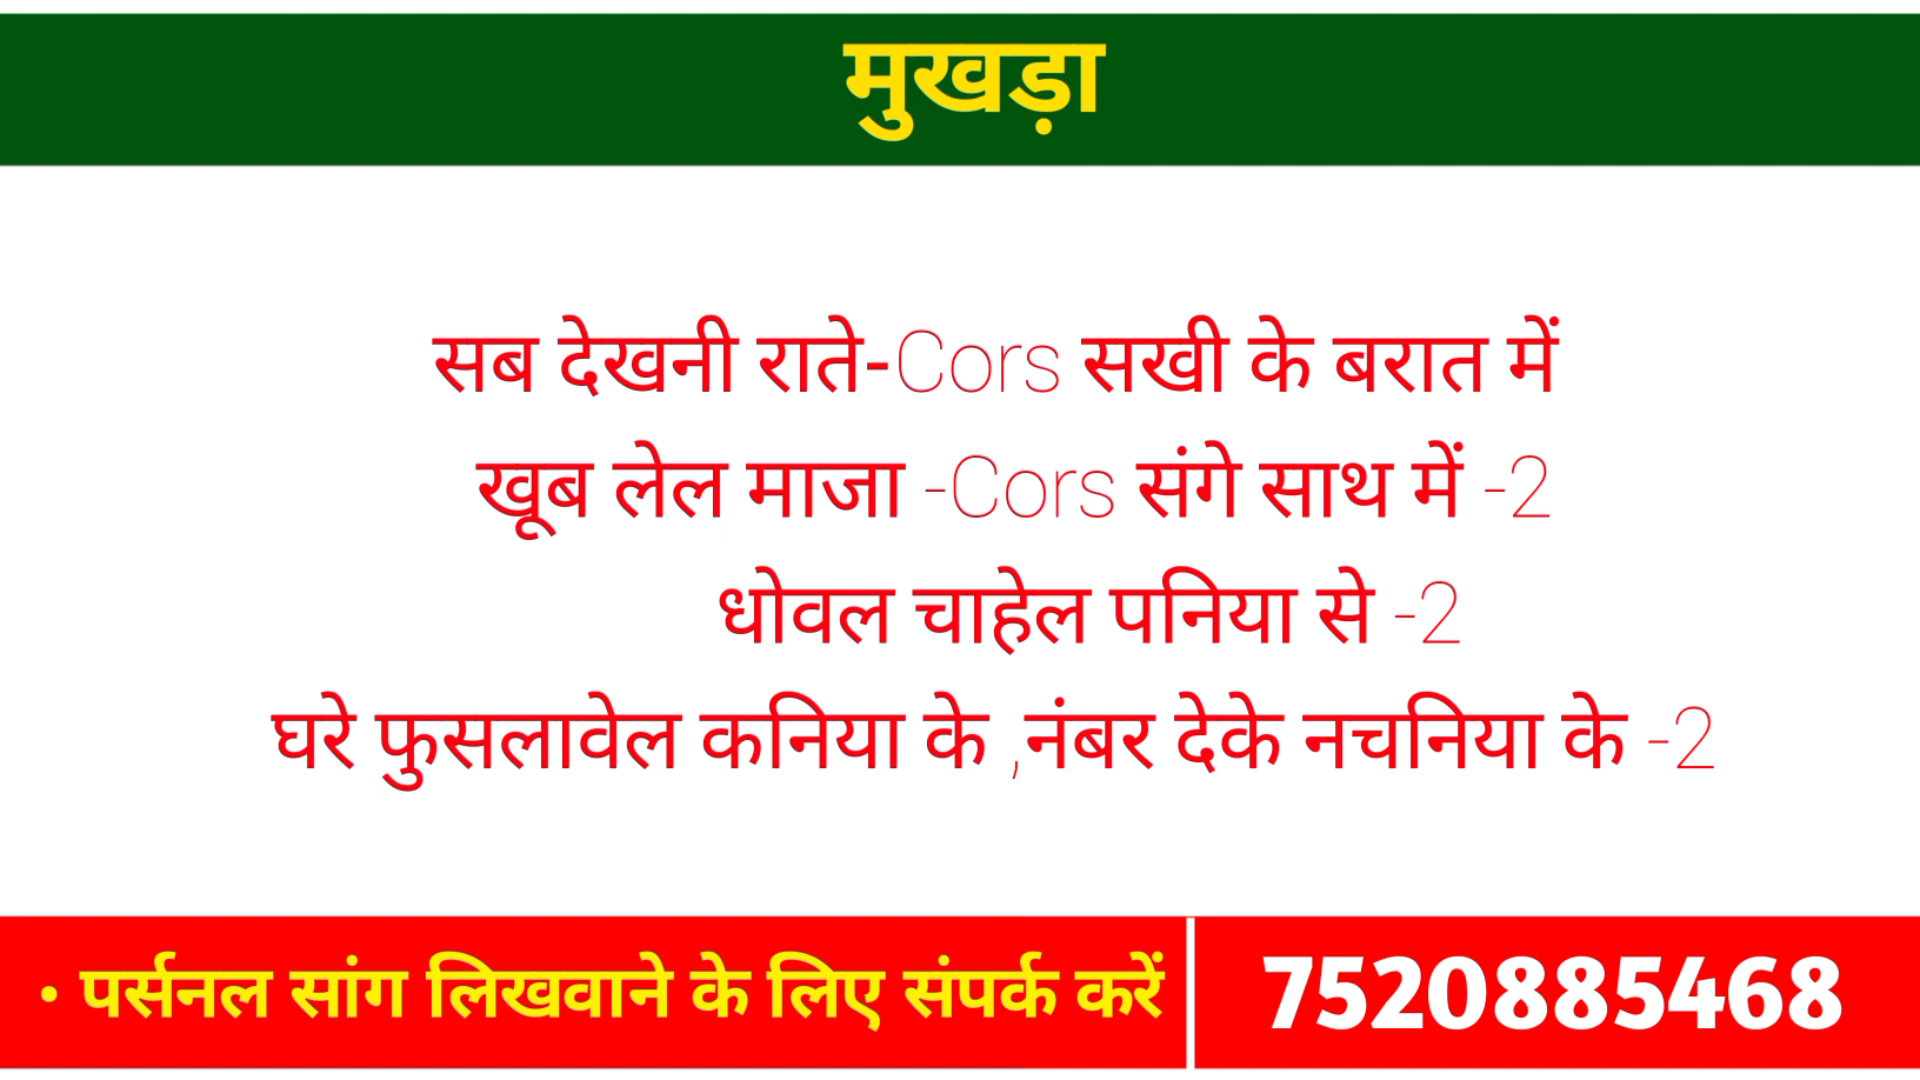 मुखड़ा
सब देखनी राते-Cors सखी के बरात में
खूब लेल माजा -Cors संगे साथ में -2
धोवल चाहेल पनिया से -2
घरे फुसलावेल कनिया के ,नंबर देके नचनिया के -2
• पर्सनल सांग लिखवाने के लिए संपर्क करें 7520885468